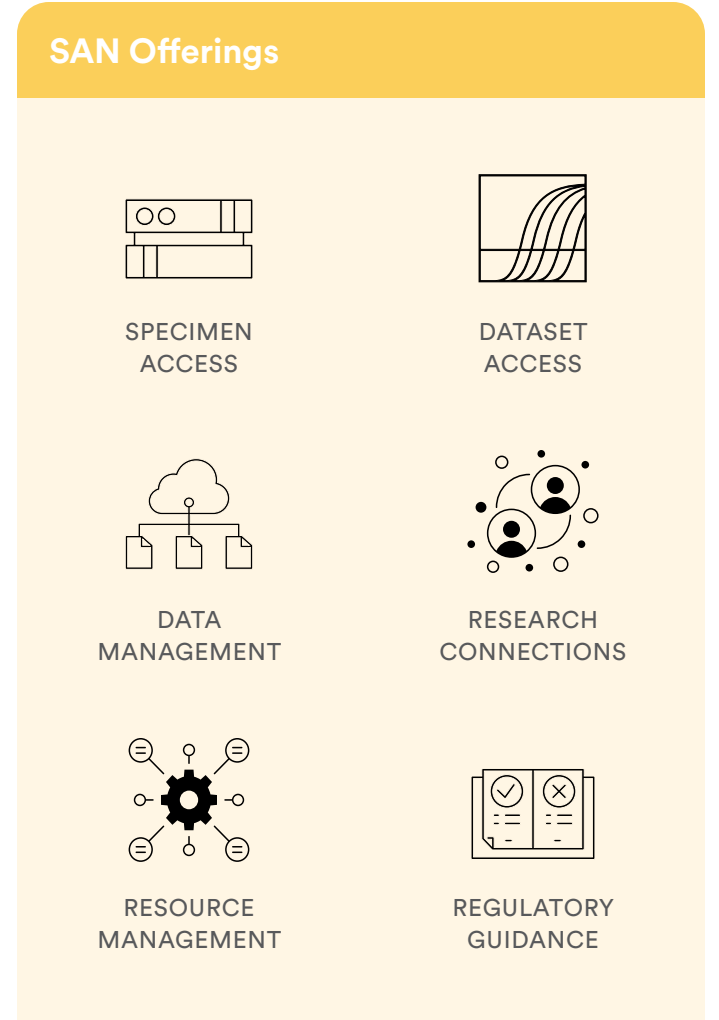 SAN Offerings
SPECIMEN
ACCESS
DATASET
ACCESS
DATA
MANAGEMENT
RESEARCH
CONNECTIONS
RESOURCE
MANAGEMENT
REGULATORY
GUIDANCE